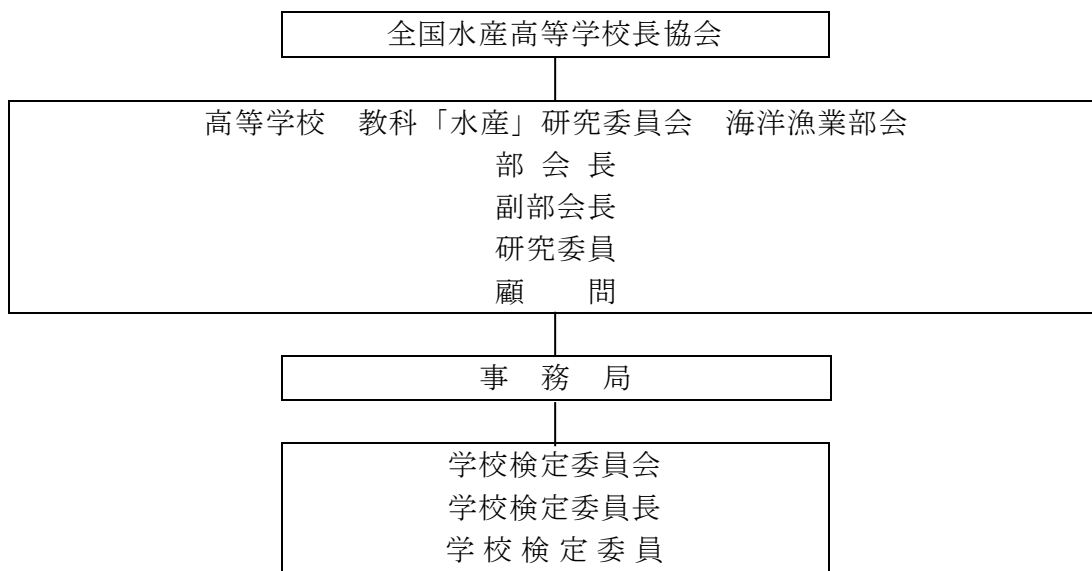 全国水産高等学校長協会
高等学校　教科「水産」研究委員会　海洋漁業部会
部 会 長
副部会長
研究委員
顧　　問
事　務　局
学校検定委員会
学校検定委員長
学 校 検 定 委 員